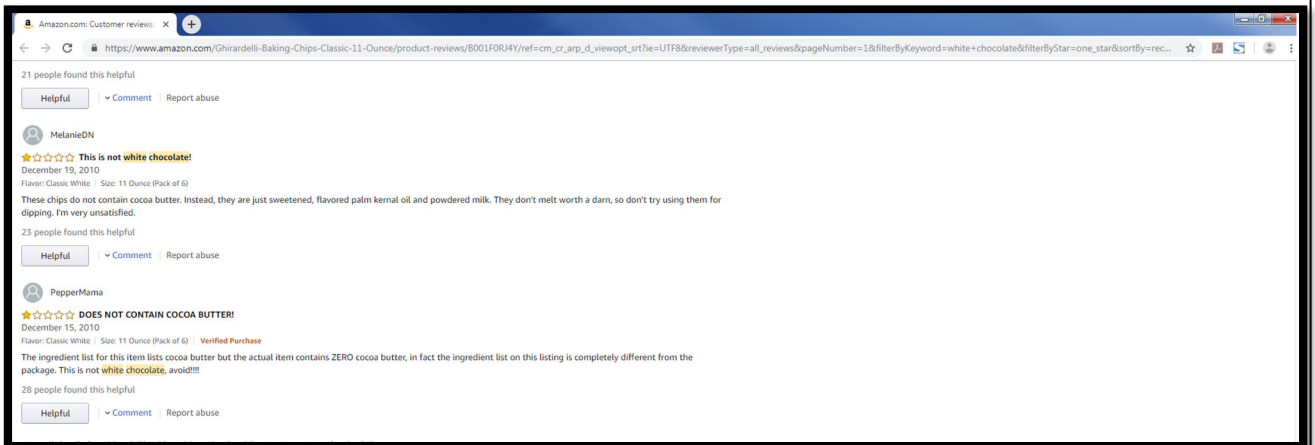 Amazon.com: Customer reviews:
https://www.amazon.com/Ghirardelli-Baking-Chips-Classic-11-Ounce/product-reviews/B001F0RJ4Y/ref=cm_cr_arp_d_viewopt_srt?ie=UTF8&reviewerType=all_reviews&pageNumber=1&filterByKeyword=white+chocolate&filterByStar=one_star&sortBy=rec...
21 people found this helpful
Helpful Comment Report abuse
MelanieDN
This is not white chocolate!
December 19, 2010
Flavor: Classic White | Size: 11 Ounce (Pack of 6)
These chips do not contain cocoa butter. Instead, they are just sweetened, flavored palm kernal oil and powdered milk. They don't melt worth a darn, so don't try using them for
dipping. I'm very unsatisfied.
23 people found this helpful
Helpful Comment Report abuse
PepperMama
DOES NOT CONTAIN COCOA BUTTER!
December 15, 2010
Flavor: Classic White | Size: 11 Ounce (Pack of 6) | Verified Purchase
The ingredient list for this item lists cocoa butter but the actual item contains ZERO cocoa butter, in fact the ingredient list on this listing is completely different from the
package. This is not white chocolate, avoid!!!!
28 people found this helpful
Helpful Comment Report abuse